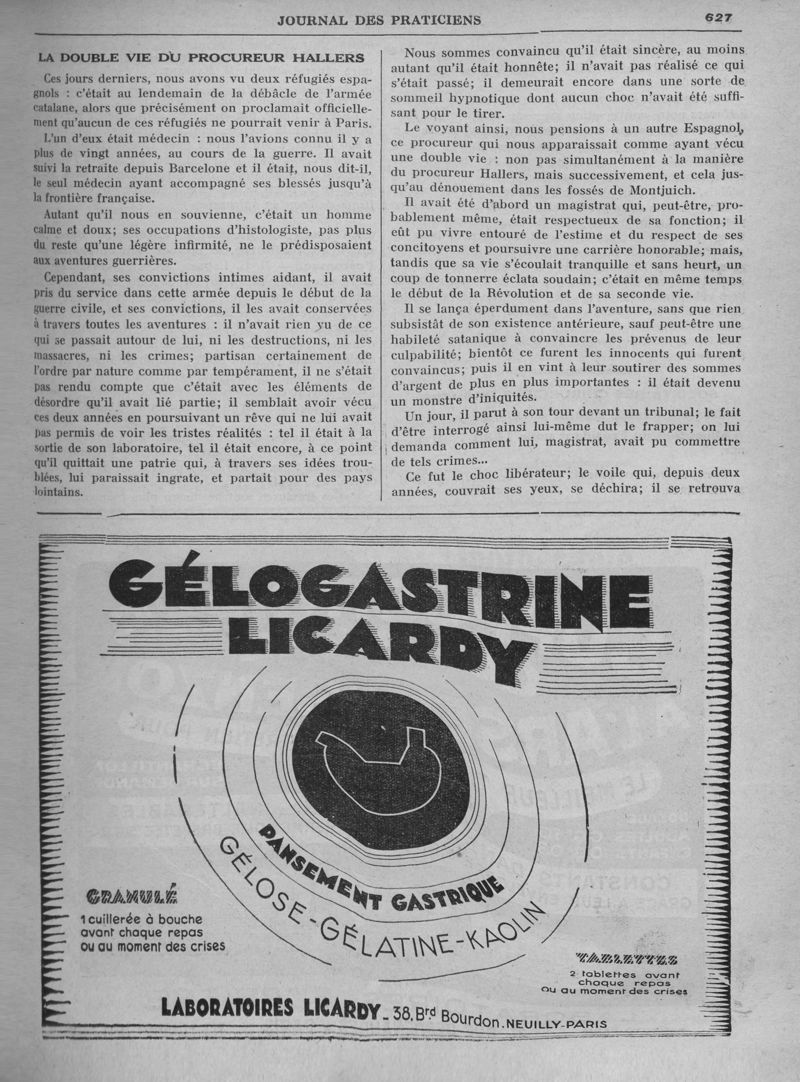 JOURNAL DES PRATICIENS
627
LA DOUBLE VIE DU PROCUREUR HALLERS
Ces jours derniers, nous avons vu deux réfugiés espa-
gnols : c'était au lendemain de la débâcle de l'armée
catalane, alors que précisément on proclamait officielle-
ment qu'aucun de ces réfugiés ne pourrait venir à Paris.
L'un d'eux était médecin : nous l'avions connu il y a
plus de vingt années, au cours de la guerre. Il avait
suivi la retraite depuis Barcelone et il était, nous dit-il,
le seul médecin ayant accompagné ses blessés jusqu'à
la frontière française.
Autant qu'il nous en souvienne, c'était un homme
calme et doux; ses occupations d'histologiste, pas plus
du reste qu'une légère infirmité, ne le prédisposaient
aux aventures guerrières.
Cependant, ses convictions intimes aidant, il avait
pris du service dans cette armée depuis le début de la
guerre civile, et ses convictions, il les avait conservées
à travers toutes les aventures : il n'avait rien vu de ce
qui se passait autour de lui, ni les destructions, ni les
massacres, ni les crimes; partisan certainement de
l'ordre par nature comme par tempérament, il ne s'était
pas rendu compte que c'était avec les éléments de
désordre qu'il avait lié partie; il semblait avoir vécu
ces deux années en poursuivant un rêve qui ne lui avait
pas permis de voir les tristes réalités : tel il était à la
sortie de son laboratoire, tel il était encore, à ce point
qu'il quittait une patrie qui, à travers ses idées trou-
blées, lui paraissait ingrate, et partait pour des pays
lointains.
Nous sommes convaincu qu'il était sincère, au moins
autant qu'il était honnête; il n'avait pas réalisé ce qui
s'était passé; il demeurait encore dans une sorte de
sommeil hypnotique dont aucun choc n'avait été suffi-
sant pour le tirer.
Le voyant ainsi, nous pensions à un autre Espagnol,
ce procureur qui nous apparaissait comme ayant vécu
une double vie : non pas simultanément à la manière
du procureur Hallers, mais successivement, et cela jus-
qu'au dénouement dans les fossés de Montjuich.
Il avait été d'abord un magistrat qui, peut-être, pro-
bablement même, était respectueux de sa fonction; il
eût pu vivre entouré de l'estime et du respect de ses
concitoyens et poursuivre une carrière honorable; mais,
tandis que sa vie s'écoulait tranquille et sans heurt, un
coup de tonnerre éclata soudain; c'était en même temps
le début de la Révolution et de sa seconde vie.
Il se lança éperdument dans l'aventure, sans que rien
subsistât de son existence antérieure, sauf peut-être une
habileté satanique à convaincre les prévenus de leur
culpabilité; bientôt ce furent les innocents qui furent
convaincus; puis il en vint à leur soutirer des sommes
d'argent de plus en plus importantes : il était devenu
un monstre d'iniquités.
Un jour, il parut à son tour devant un tribunal; le fait
d'être interrogé ainsi lui-même dut le frapper; on lui
demanda comment lui, magistrat, avait pu commettre
de tels crimes...
Ce fut le choc libérateur; le voile qui, depuis deux
années, couvrait ses yeux, se déchira; il se retrouva
GÉLOGASTRINE
LICARDY
PANSEMENT GASTRIQUE
GÉLOSE-GÉLATINE-KAOLIN
GRANULÉ
1 cuillerée à bouche
avant chaque repas
ou au moment des crises
TABLETTES
2 tablettes avant
chaque repas
ou au moment des crises
LABORATOIRES LICARDY_38, Brd Bourdon.NEUILLY-PARIS